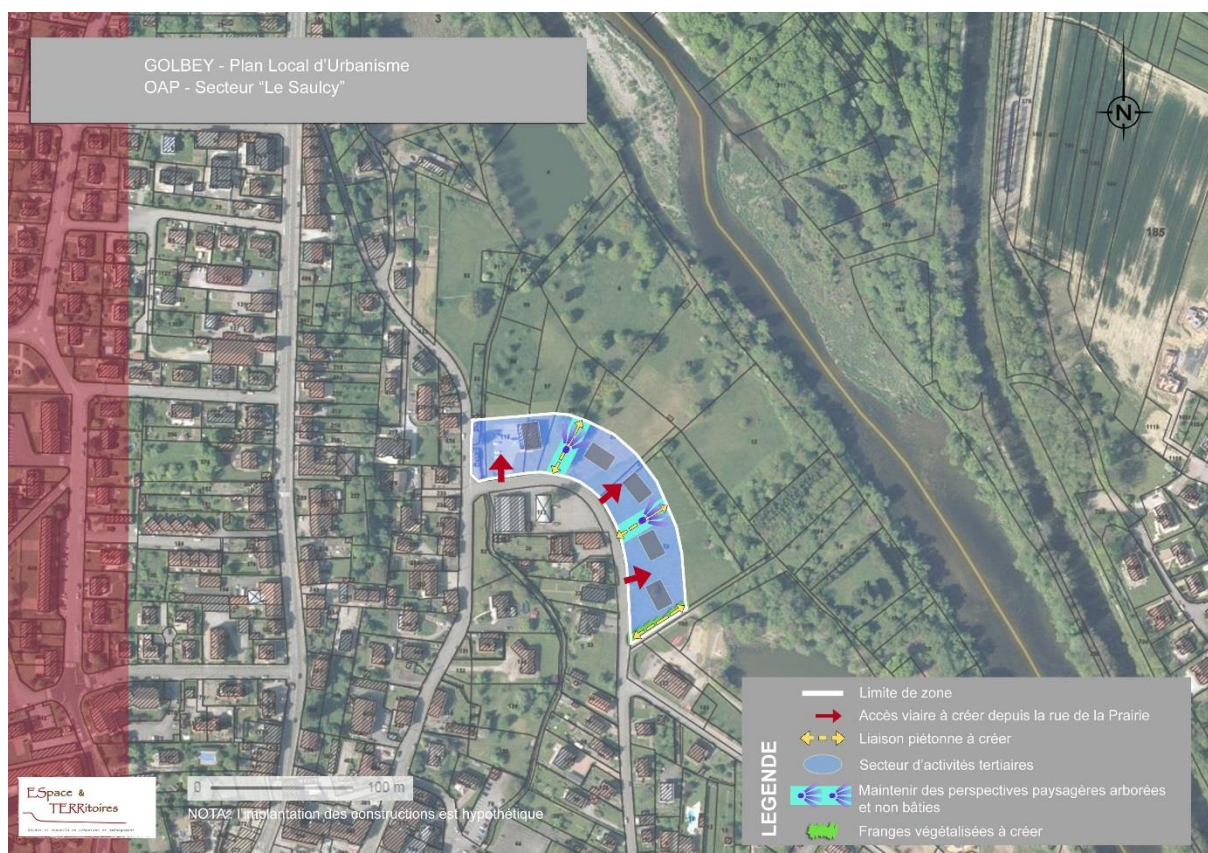 GOLBEY - Plan Local d'Urbanisme
OAP - Secteur "Le Saulcy"
N
185
LEGENDE
Limite de zone
Accès viaire à créer depuis la rue de la Prairie
Liaison piétonne à créer
Secteur d'activités tertiaires
Maintenir des perspectives paysagères arborées
et non bâties
Franges végétalisées à créer
0 100 m
NOTA: l'implantation des constructions est hypothétique
ESpace &
TERRitoires